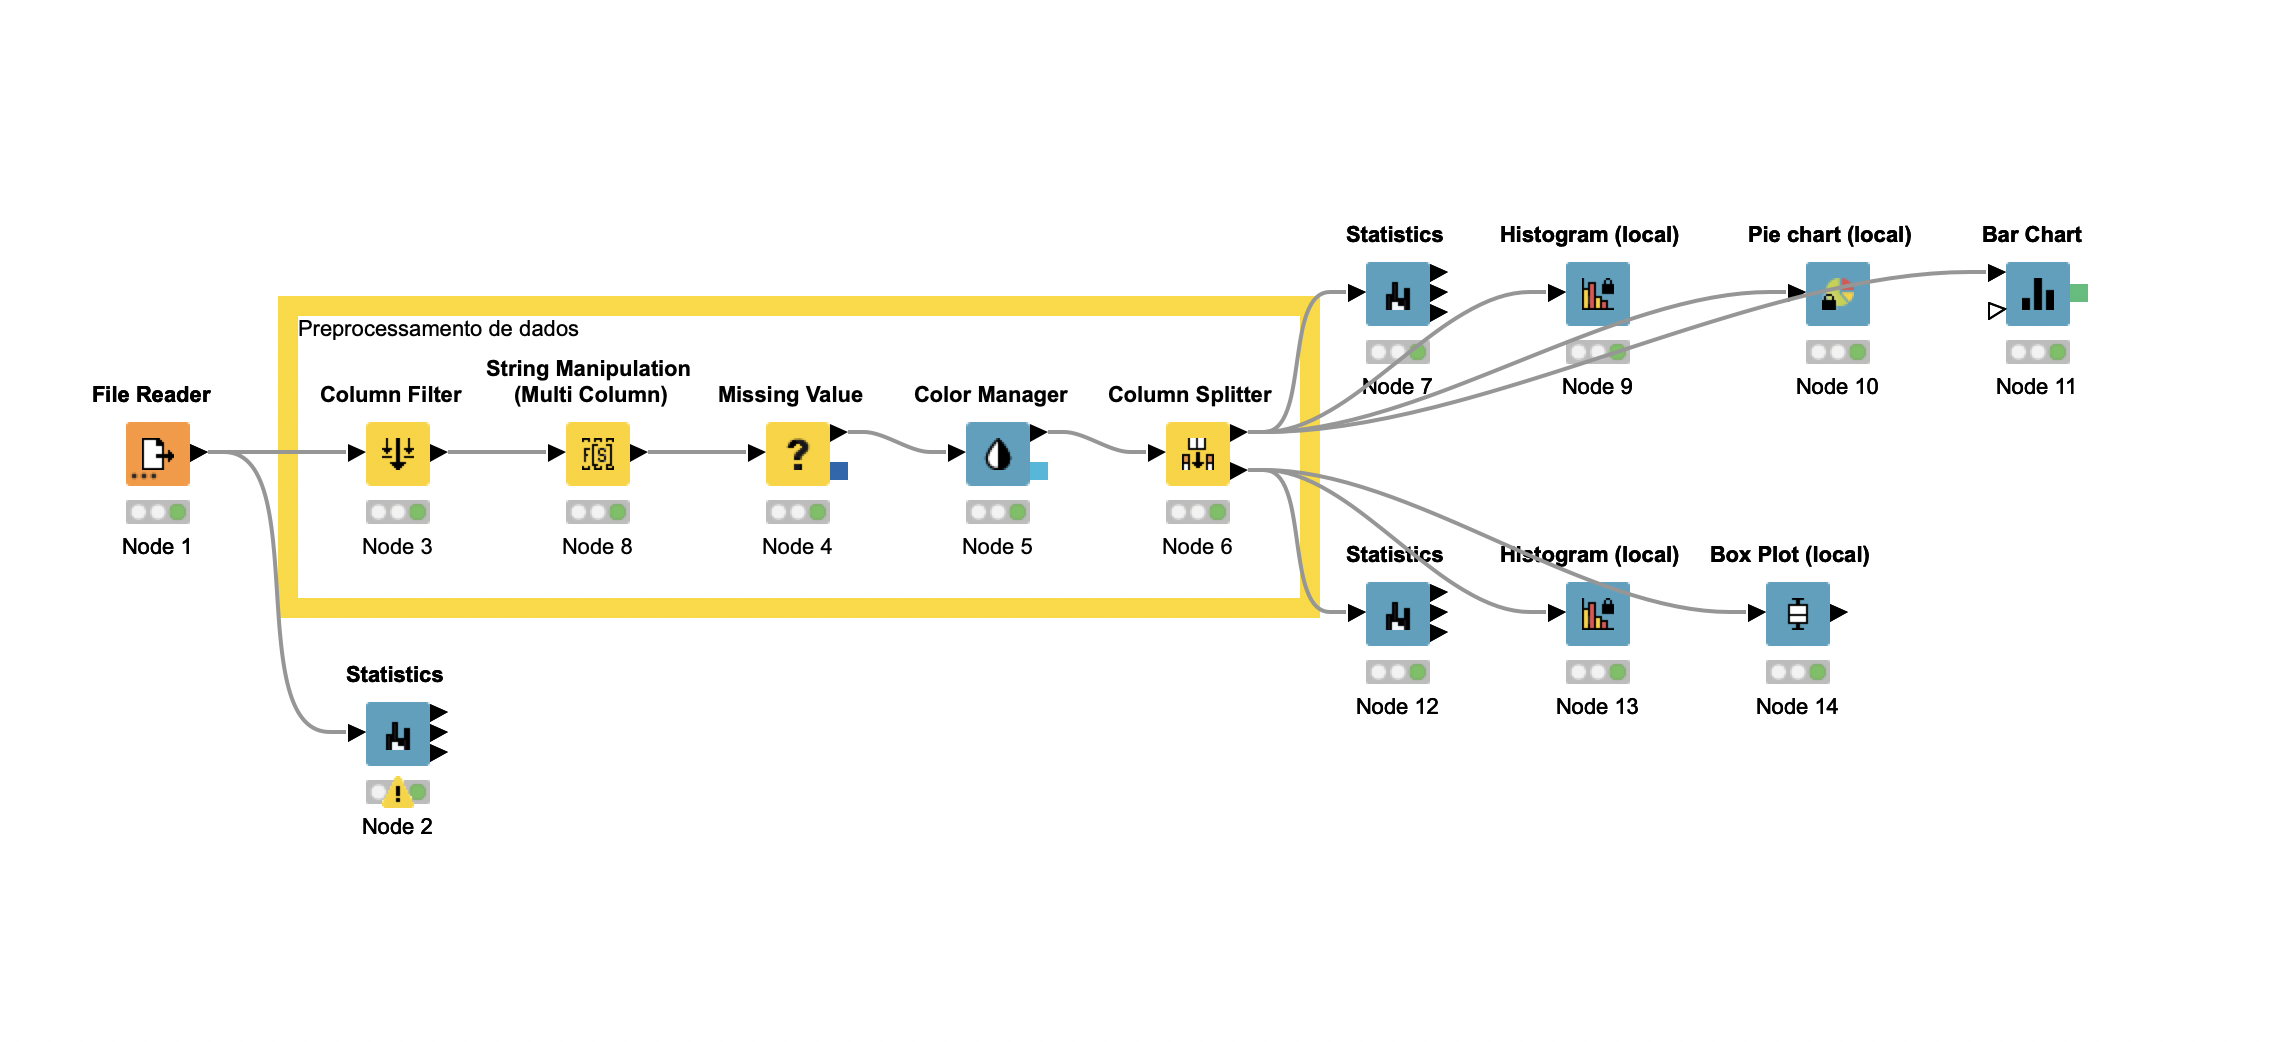 Statistics
Histogram (local)
Pie chart (local)
Bar Chart
Node 7
Node 9
Node 10
Node 11
Preprocessamento de dados
File Reader
Column Filter
String Manipulation
(Multi Column)
Missing Value
Color Manager
Column Splitter
Node 1
Node 3
Node 8
Node 4
Node 5
Node 6
Statistics
Histogram (local)
Box Plot (local)
Node 12
Node 13
Node 14
Statistics
Node 2